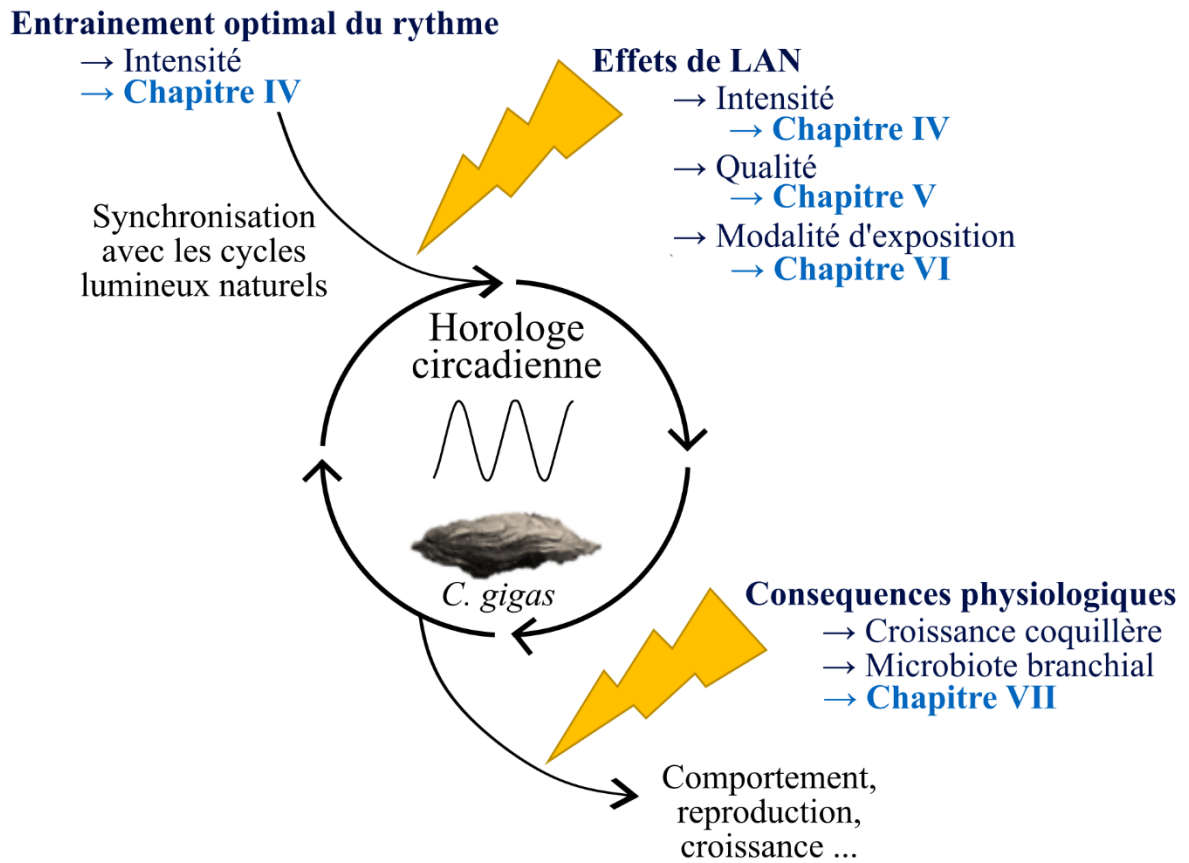 Entrainement optimal du rythme
→ Intensité
→ Chapitre IV
Effets de LAN
→ Intensité
→ Chapitre IV
→ Qualité
→ Chapitre V
→ Modalité d'exposition
→ Chapitre VI
Synchronisation
avec les cycles
lumineux naturels
Horologe
circadienne
C. gigas
Consequences physiologiques
→ Croissance coquillère
→ Microbiote branchial
→ Chapitre VII
Comportement,
reproduction,
croissance ...